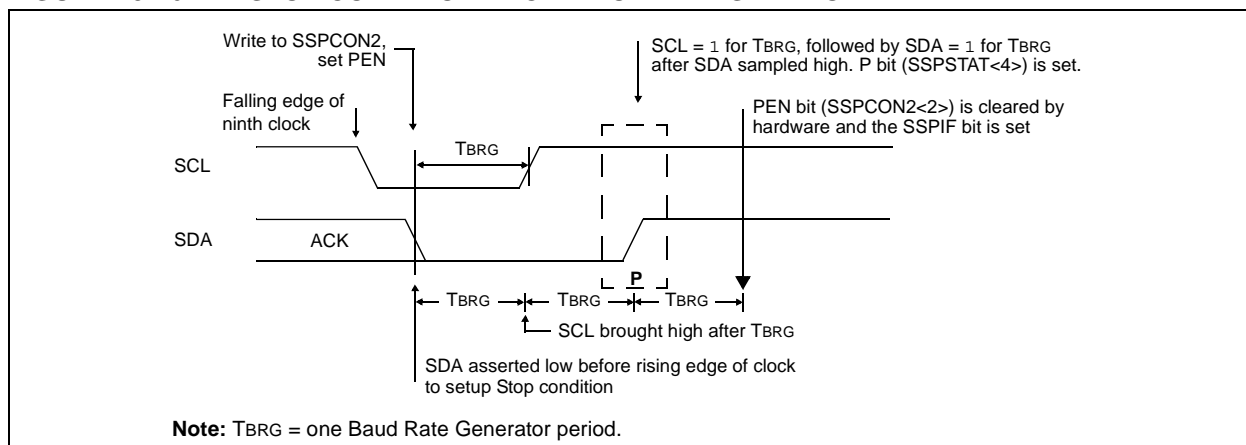 Write to SSPCON2,
set PEN
SCL = 1 for TBRG, followed by SDA = 1 for TBRG
after SDA sampled high. P bit (SSPSTAT<4>) is set.
Falling edge of
ninth clock
PEN bit (SSPCON2<2>) is cleared by
hardware and the SSPIF bit is set
TBRG
SCL
SDA
ACK
P
TBRG
TBRG
TBRG
SCL brought high after TBRG
SDA asserted low before rising edge of clock
to setup Stop condition
Note: TBRG = one Baud Rate Generator period.